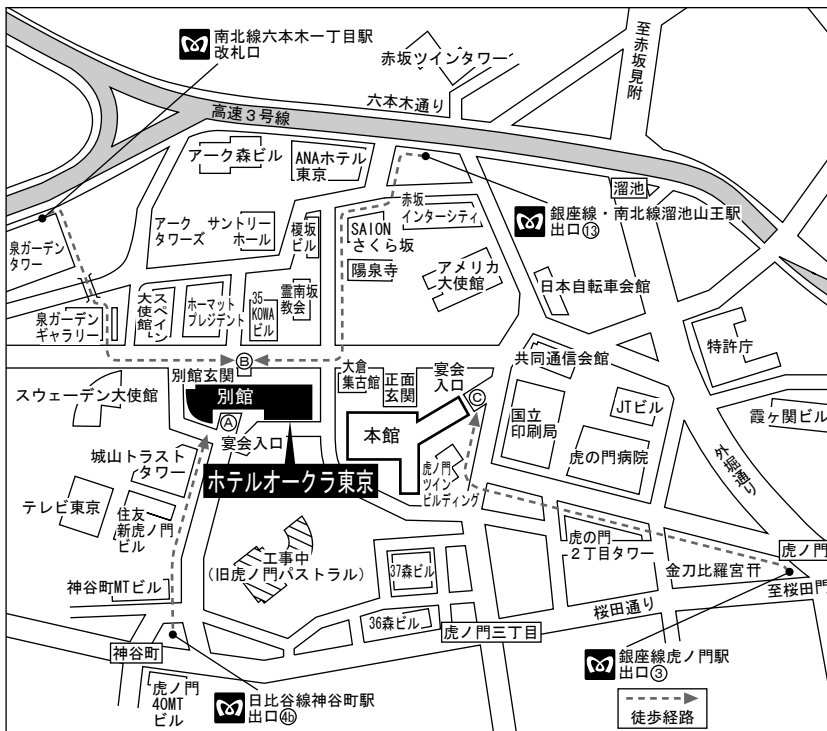 南北線六本木一丁目駅
改札口
赤坂ツインタワー
至赤坂見附
六本木通り
高速3号線
アーク森ビル
ANAホテル
東京
溜池
赤坂
インターシティ
銀座線・南北線溜池山王駅
出口⑬
アーク
タワーズ
サントリー
ホール
榎坂
ビル
SAION
さくら坂
泉ガーデン
タワー
陽泉寺
アメリカ
大使館
日本自転車会館
泉ガーデン
ギャラリー
スペイン
大使館
ホーマット
プレジデント
35
KOWA
ビル
霊南坂
教会
特許庁
共同通信会館
Ⓑ
別館玄関
大倉
集古館
正面
玄関
宴会
入口
Ⓒ
スウェーデン大使館
別館
Ⓐ
宴会入口
本館
国立
印刷局
JTビル
霞ヶ関ビル
虎の門病院
外堀通り
城山トラスト
タワー
ホテルオークラ東京
虎ノ門
ツイン
ビルディング
テレビ東京
住友
新虎ノ門
ビル
工事中
(旧虎ノ門パストラル)
37森ビル
虎の門
2丁目タワー
虎ノ門
金刀比羅宮
至桜田門
神谷町MTビル
36森ビル
虎ノ門三丁目
桜田通り
神谷町
虎ノ門
40MT
ビル
日比谷線神谷町駅
出口④b
銀座線虎ノ門駅
出口③
徒歩経路